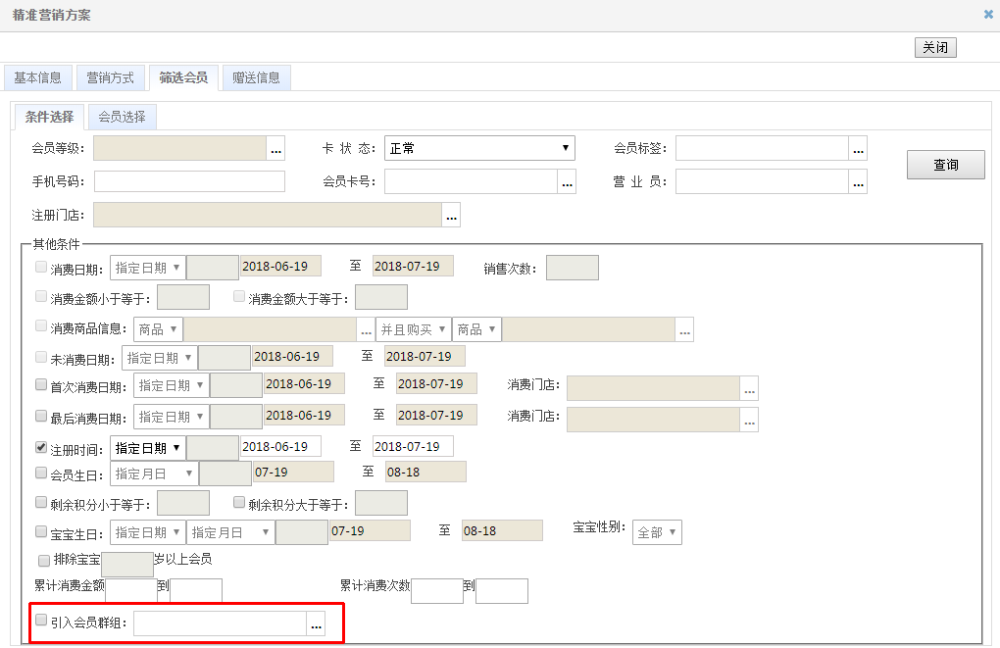 精准营销方案
关闭
基本信息 营销方式 筛选会员 赠送信息
条件选择 会员选择
会员等级: ... 卡 状 态: 正常 会员标签: ...
查询
手机号码: 会员卡号: ... 营 业 员: ...
注册门店: ...
其他条件
消费日期: 指定日期 2018-06-19 至 2018-07-19 销售次数:
消费金额小于等于: 消费金额大于等于:
消费商品信息: 商品 ... 并且购买 商品 ...
未消费日期: 指定日期 2018-06-19 至 2018-07-19
首次消费日期: 指定日期 2018-06-19 至 2018-07-19 消费门店: ...
最后消费日期: 指定日期 2018-06-19 至 2018-07-19 消费门店: ...
注册时间: 指定日期 2018-06-19 至 2018-07-19
会员生日: 指定月日 07-19 至 08-18
剩余积分小于等于: 剩余积分大于等于:
宝宝生日: 指定日期 指定月日 07-19 至 08-18 宝宝性别: 全部
排除宝宝 岁以上会员
累计消费金额 到 累计消费次数 到
引入会员群组: ...